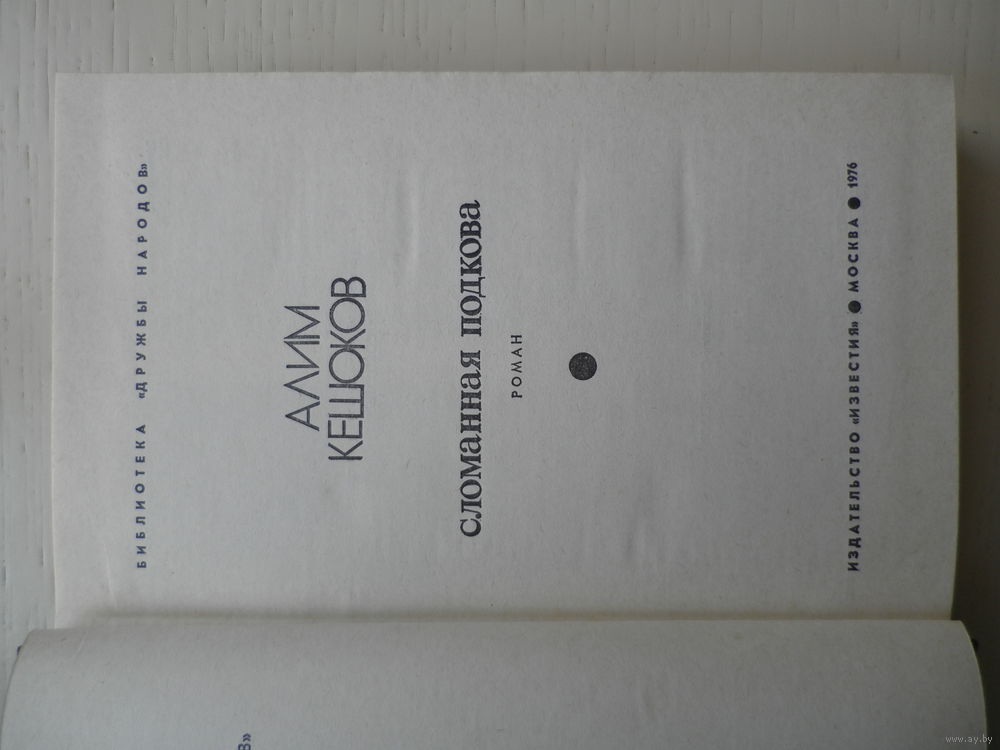 БИБЛИОТЕКА «ДРУЖБЫ НАРОДОВ»
АЛИМ
КЕШОКОВ
СЛОМАННАЯ ПОДКОВА
РОМАН
ИЗДАТЕЛЬСТВО «ИЗВЕСТИЯ» ● МОСКВА ● 1976
В»
www.ay.by